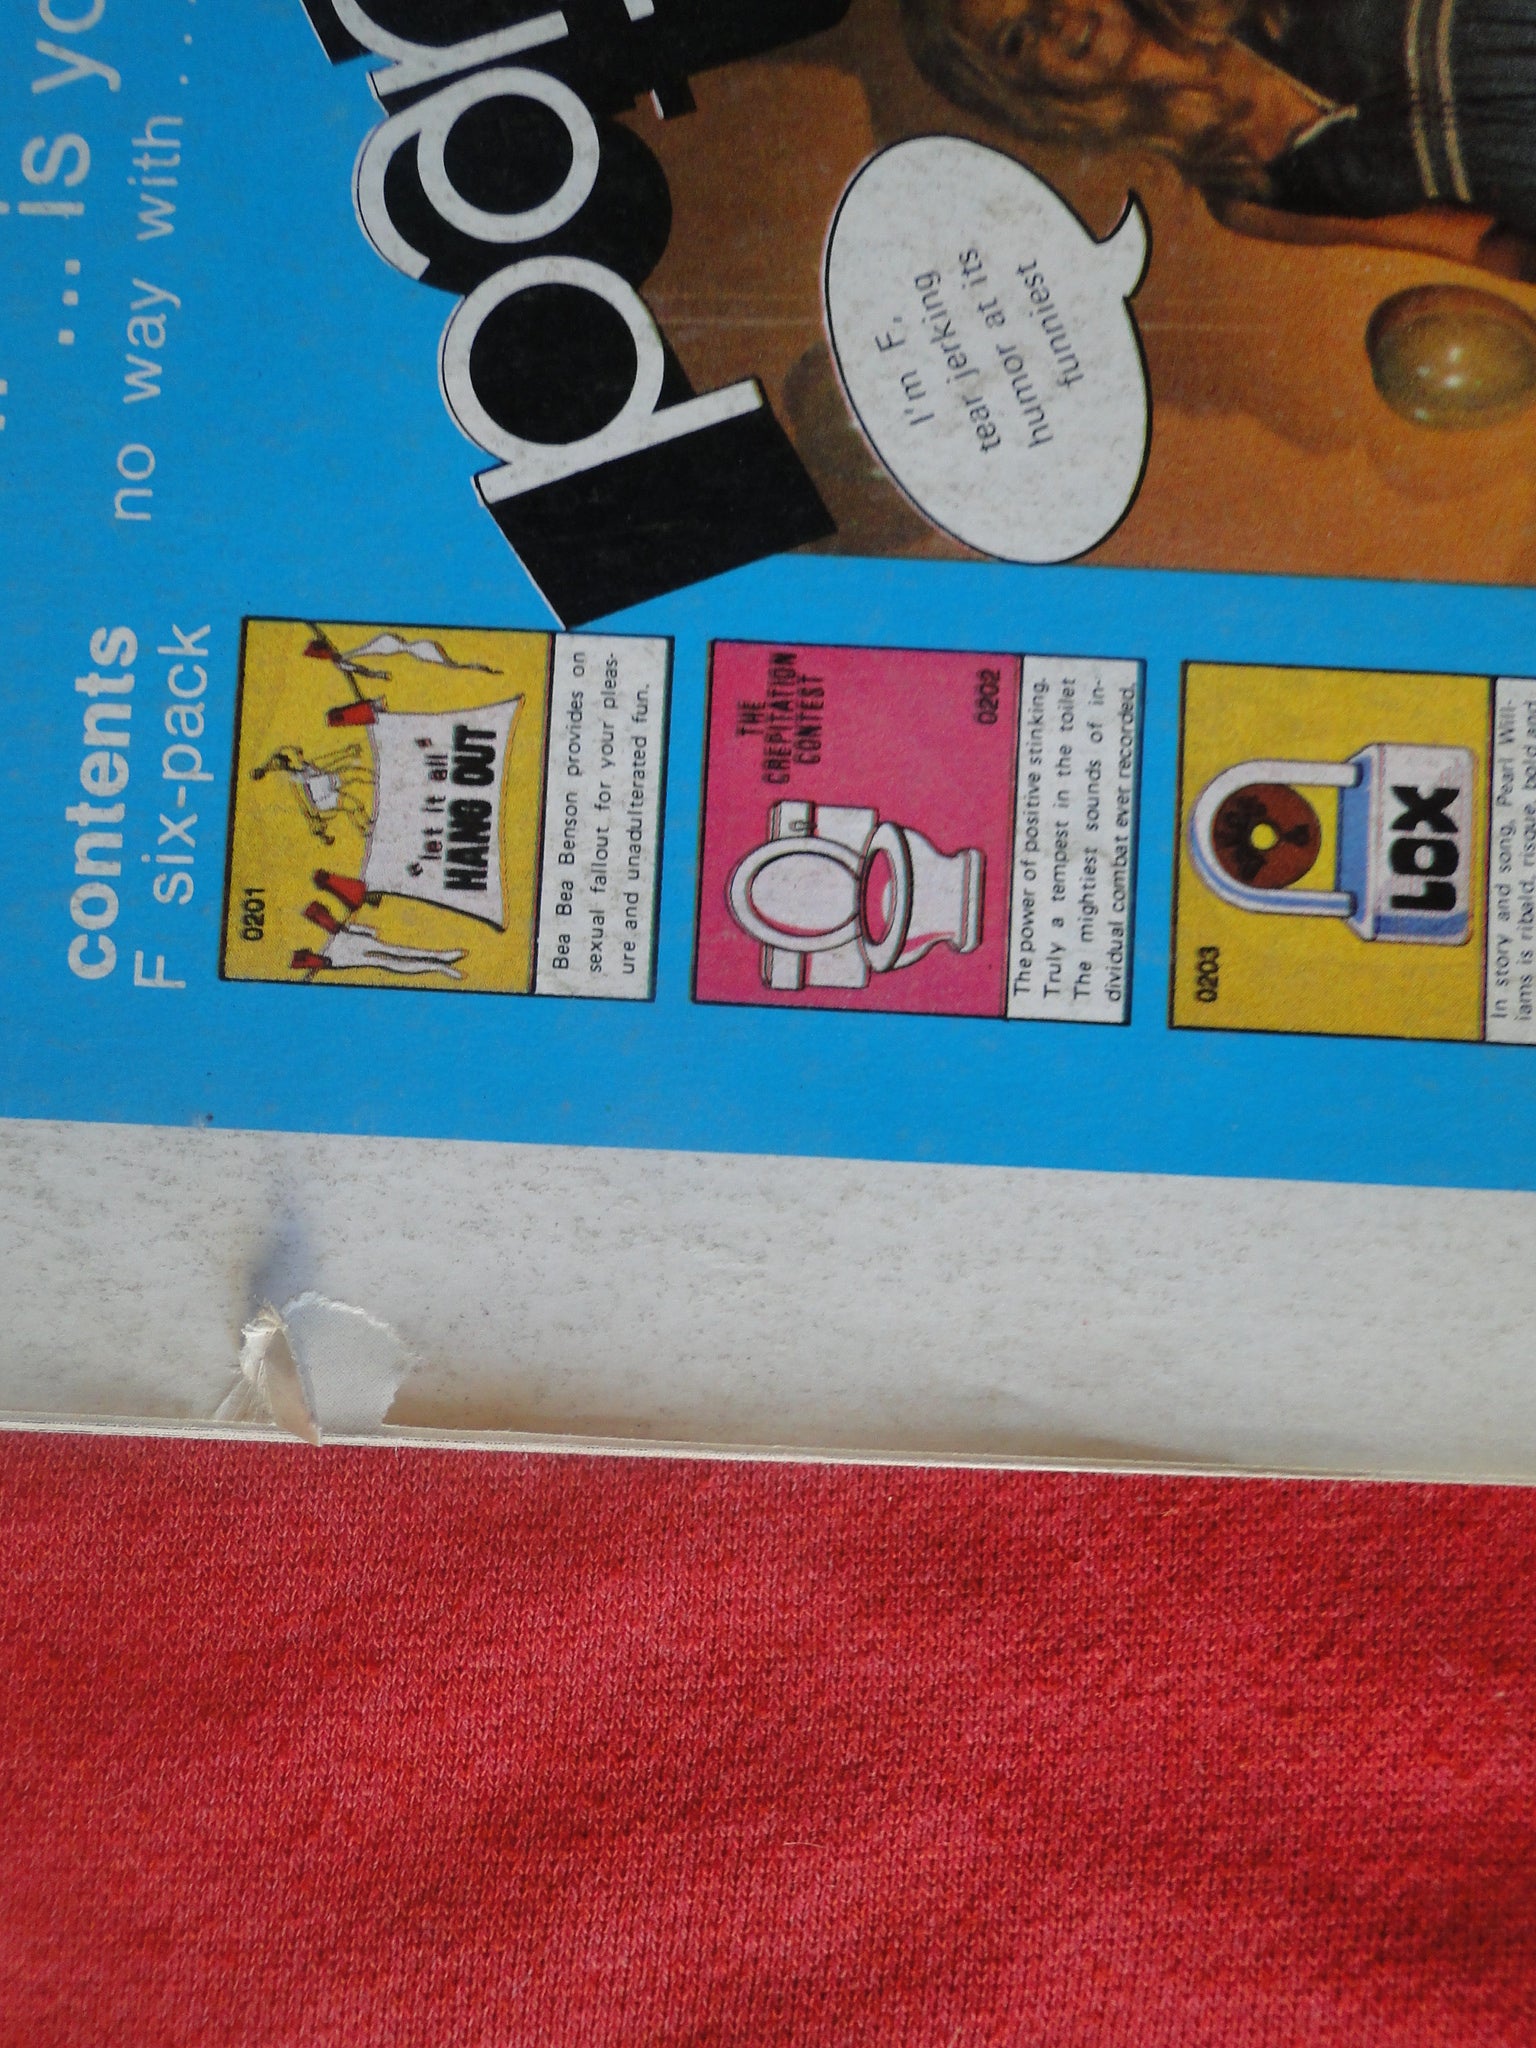 ... is yo
no way with . . .
contents
F six-pack
0201
"let it all"
HANG OUT
Bea Bea Benson provides on
sexual fallout for your pleas-
ure and unadulterated fun.
THE
CREPITATION
CONTEST
0202
The power of positive stinking.
Truly a tempest in the toilet
The mightiest sounds of in-
dividual combat ever recorded.
0203
LOX
In story and song, Pearl Will-
iams is ribald, risque, bold and
I'm F,
tear jerking
humor at its
funniest